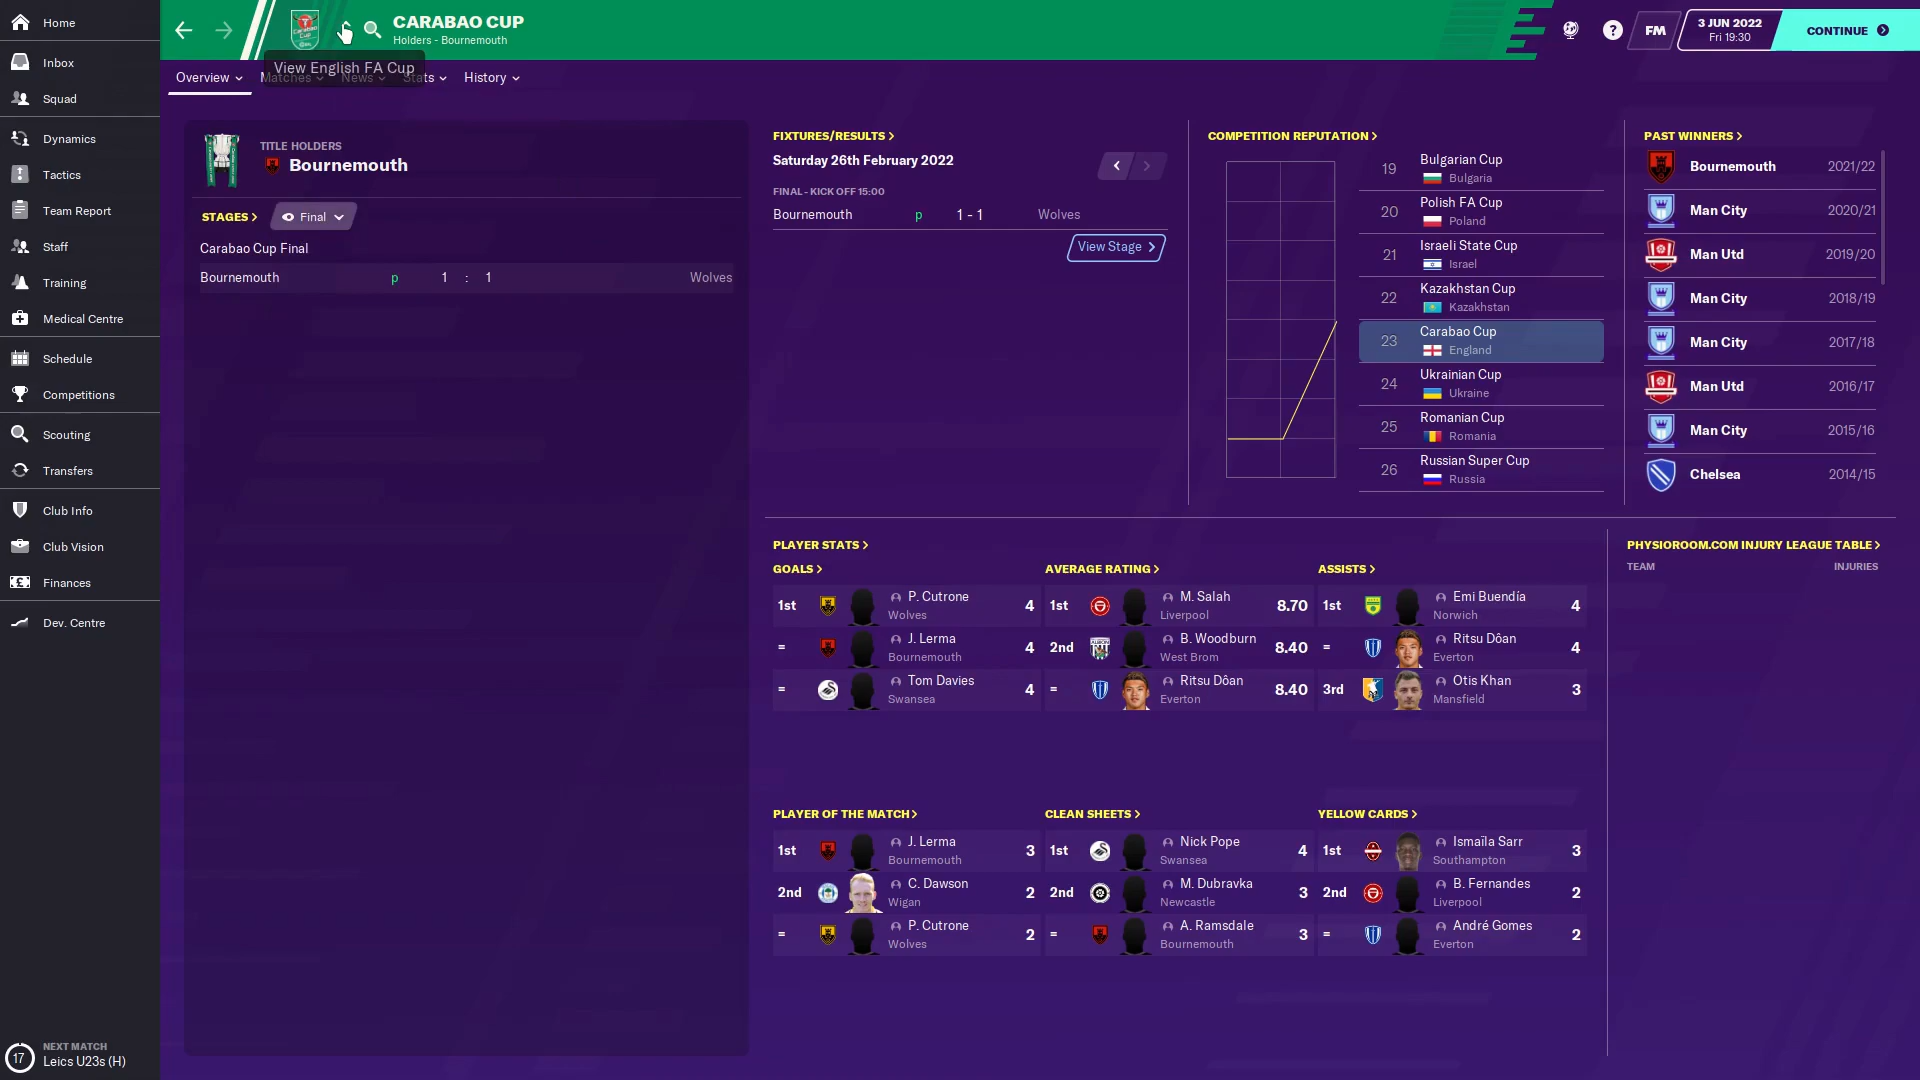 Home
Inbox
Squad
Dynamics
Tactics
Team Report
Staff
Training
Medical Centre
Schedule
Competitions
Scouting
Transfers
Club Info
Club Vision
Finances
Dev. Centre
17
NEXT MATCH
Leics U23s (H)
CARABAO CUP
Holders - Bournemouth
FM
3 JUN 2022
Fri 19:30
CONTINUE
View English FA Cup
Overview Matches News Stats History
TITLE HOLDERS
Bournemouth
STAGES Final
Carabao Cup Final
Bournemouth p 1 : 1 Wolves
FIXTURES/RESULTS
Saturday 26th February 2022
FINAL - KICK OFF 15:00
Bournemouth p 1 - 1 Wolves
View Stage
COMPETITION REPUTATION
19 Bulgarian Cup
Bulgaria
20 Polish FA Cup
Poland
21 Israeli State Cup
Israel
22 Kazakhstan Cup
Kazakhstan
23 Carabao Cup
England
24 Ukrainian Cup
Ukraine
25 Romanian Cup
Romania
26 Russian Super Cup
Russia
PAST WINNERS
Bournemouth 2021/22
Man City 2020/21
Man Utd 2019/20
Man City 2018/19
Man City 2017/18
Man Utd 2016/17
Man City 2015/16
Chelsea 2014/15
PLAYER STATS
GOALS
1st P. Cutrone 4
Wolves
= J. Lerma 4
Bournemouth
= Tom Davies 4
Swansea
AVERAGE RATING
1st M. Salah 8.70
Liverpool
2nd B. Woodburn 8.40
West Brom
= Ritsu Dôan 8.40
Everton
ASSISTS
1st Emi Buendía 4
Norwich
= Ritsu Dôan 4
Everton
3rd Otis Khan 3
Mansfield
PLAYER OF THE MATCH
1st J. Lerma 3
Bournemouth
2nd C. Dawson 2
Wigan
= P. Cutrone 2
Wolves
CLEAN SHEETS
1st Nick Pope 4
Swansea
2nd M. Dubravka 3
Newcastle
= A. Ramsdale 3
Bournemouth
YELLOW CARDS
1st Ismaïla Sarr 3
Southampton
2nd B. Fernandes 2
Liverpool
= André Gomes 2
Everton
PHYSIOROOM.COM INJURY LEAGUE TABLE
TEAM INJURIES